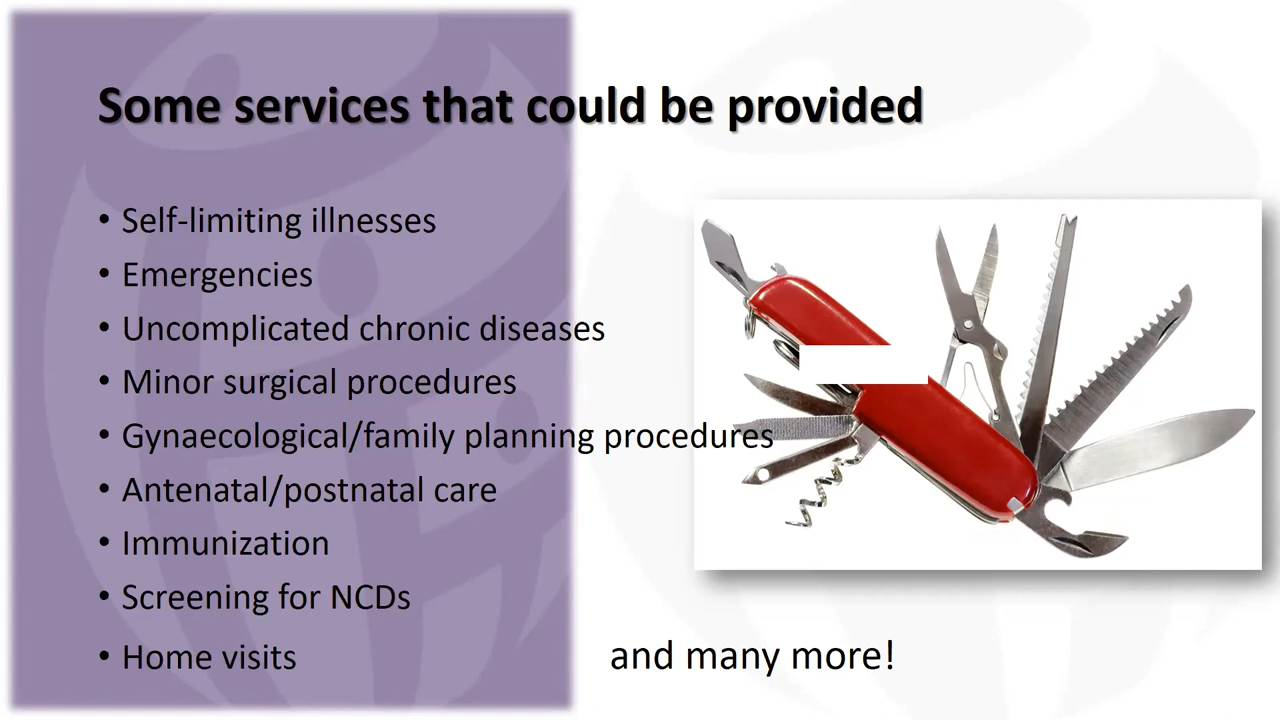 Some services that could be provided
• Self-limiting illnesses
• Emergencies
• Uncomplicated chronic diseases
• Minor surgical procedures
• Gynaecological/family planning procedures
• Antenatal/postnatal care
• Immunization
• Screening for NCDs
• Home visits
and many more!